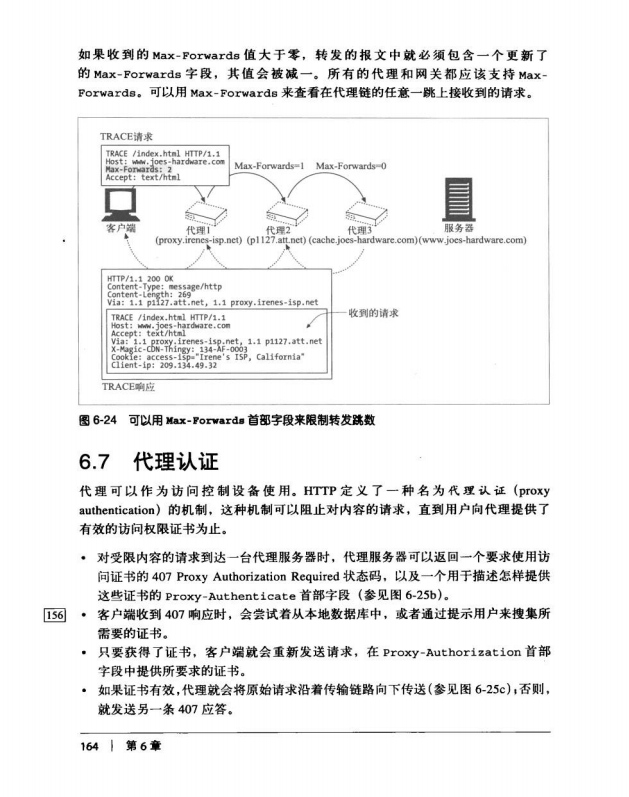 如果收到的 Max-Forwards 值大于零，转发的报文中就必须包含一个更新了
的 Max-Forwards 字段，其值会被减一。所有的代理和网关都应该支持 Max-
Forwards。可以用 Max-Forwards 来查看在代理链的任意一跳上接收到的请求。
TRACE请求
TRACE /index.html HTTP/1.1
Host: www.joes-hardware.com
Max-Forwards: 2
Accept: text/html
Max-Forwards=1 Max-Forwards=0
客户端 代理1 代理2 代理3 服务器
(proxy.irenes-isp.net) (p1127.att.net) (cache.joes-hardware.com)(www.joes-hardware.com)
HTTP/1.1 200 OK
Content-Type: message/http
Content-Length: 269
Via: 1.1 p1127.att.net, 1.1 proxy.irenes-isp.net
TRACE /index.html HTTP/1.1
Host: www.joes-hardware.com
Accept: text/html
Via: 1.1 proxy.irenes-isp.net, 1.1 p1127.att.net
X-Magic-CDN-Thingy: 134-AF-0003
Cookie: access-isp="Irene's ISP, California"
Client-ip: 209.134.49.32
收到的请求
TRACE响应
图 6-24 可以用 Max-Forwards 首部字段来限制转发跳数
6.7 代理认证
代理可以作为访问控制设备使用。HTTP 定义了一种名为代理认证（proxy
authentication）的机制，这种机制可以阻止对内容的请求，直到用户向代理提供了
有效的访问权限证书为止。
• 对受限内容的请求到达一台代理服务器时，代理服务器可以返回一个要求使用访
问证书的 407 Proxy Authorization Required 状态码，以及一个用于描述怎样提供
这些证书的 Proxy-Authenticate 首部字段（参见图 6-25b）。
156 • 客户端收到 407 响应时，会尝试着从本地数据库中，或者通过提示用户来搜集所
需要的证书。
• 只要获得了证书，客户端就会重新发送请求，在 Proxy-Authorization 首部
字段中提供所要求的证书。
• 如果证书有效，代理就会将原始请求沿着传输链路向下传送（参见图 6-25c）；否则，
就发送另一条 407 应答。
164 | 第 6 章